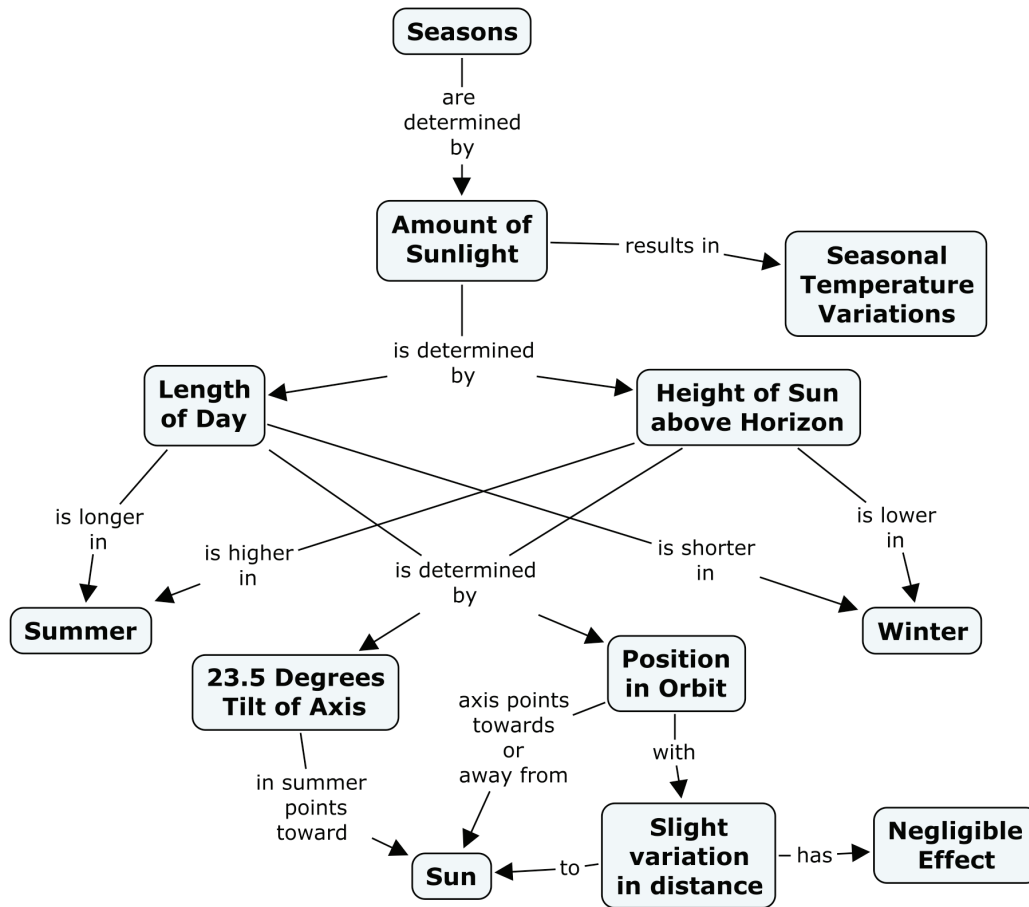 Seasons
are
determined
by
Amount of
Sunlight
results in
Seasonal
Temperature
Variations
is determined
by
Length
of Day
Height of Sun
above Horizon
is longer
in
is higher
in
is determined
by
is shorter
in
is lower
in
Summer
Winter
23.5 Degrees
Tilt of Axis
Position
in Orbit
axis points
towards
or
away from
with
in summer
points
toward
Sun
to
Slight
variation
in distance
has
Negligible
Effect